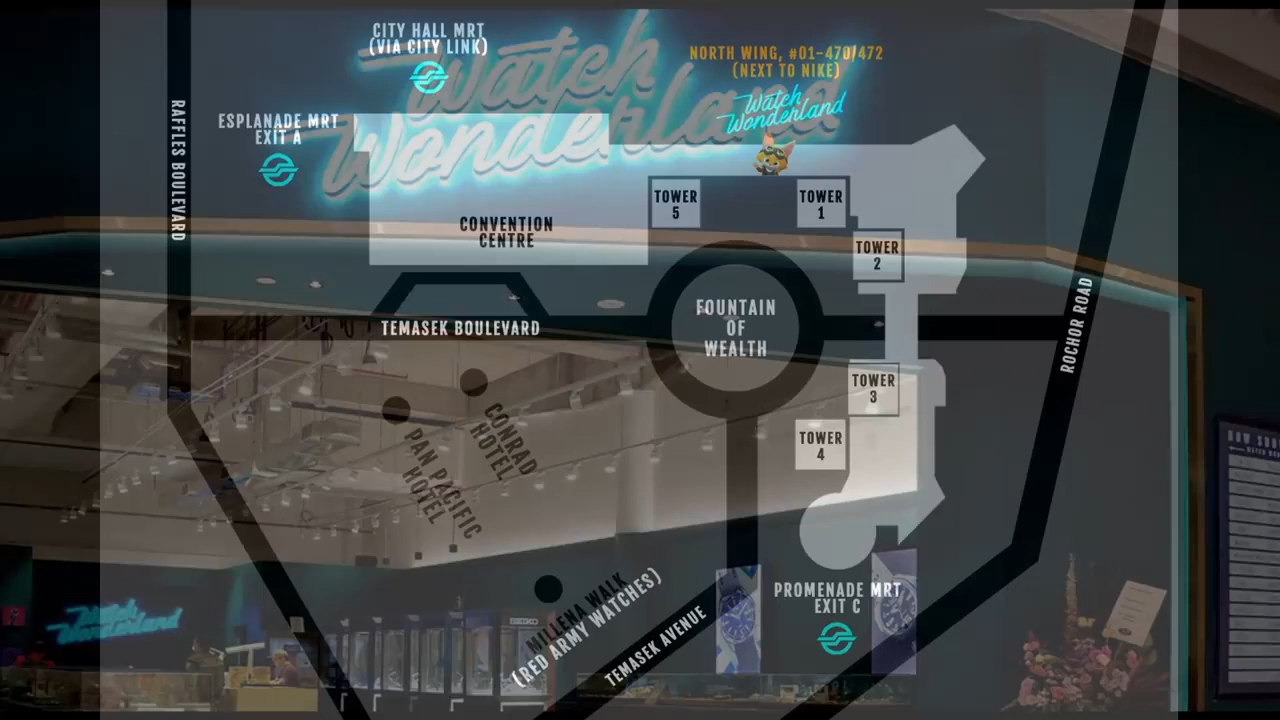 CITY HALL MRT
(VIA CITY LINK)
NORTH WING, #01-470/472
(NEXT TO NIKE)
Watch
Wonderland
Watch
Wonderland
ESPLANADE MRT
EXIT A
RAFFLES BOULEVARD
TOWER
5
TOWER
1
CONVENTION
CENTRE
TOWER
2
FOUNTAIN
OF
WEALTH
TEMASEK BOULEVARD
ROCHOR ROAD
TOWER
3
CONRAD
HOTEL
PAN PACIFIC
HOTEL
TOWER
4
MILLENA WALK
(RED ARMY WATCHES)
TEMASEK AVENUE
PROMENADE MRT
EXIT C
Watch
Wonderland
SEIKO